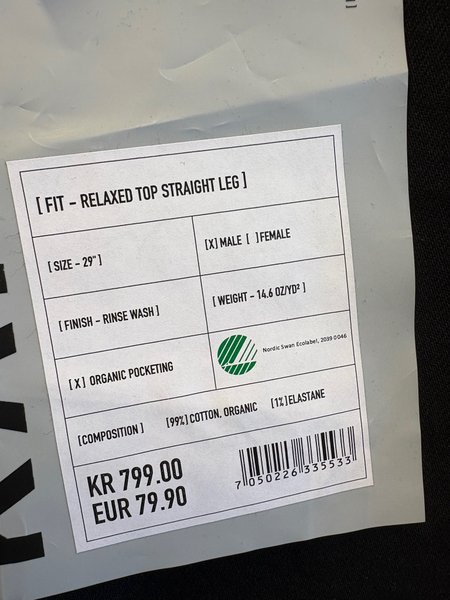 [ FIT – RELAXED TOP STRAIGHT LEG ]
[ SIZE – 29" ]
[X] MALE [ ] FEMALE
[ FINISH – RINSE WASH ]
[ WEIGHT – 14.6 OZ/YD² ]
[ X ] ORGANIC POCKETING
Nordic Swan Ecolabel, 2039 0046
[COMPOSITION ] [99%] COTTON, ORGANIC [1%] ELASTANE
KR 799.00
EUR 79.90
7 050226 335533